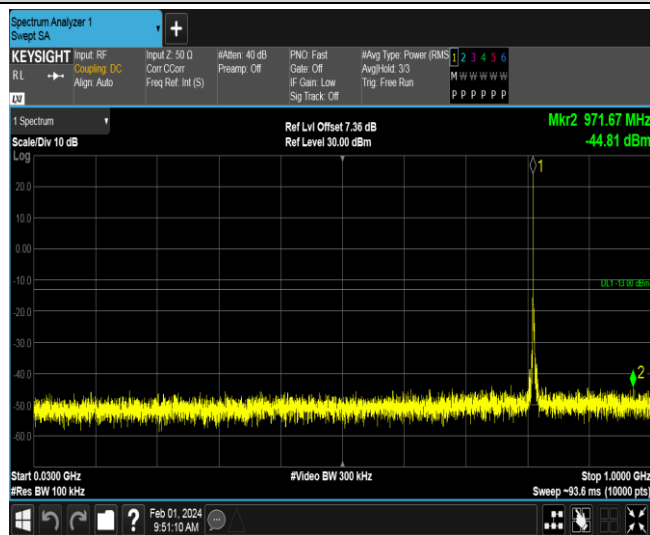 Spectrum Analyzer 1
Swept SA
+
KEYSIGHT
RL
LXI
Input: RF
Coupling: DC
Align: Auto
Input Z: 50 Ω
Corr CCorr
Freq Ref: Int (S)
#Atten: 40 dB
Preamp: Off
PNO: Fast
Gate: Off
IF Gain: Low
Sig Track: Off
#Avg Type: Power (RMS
Avg|Hold: 3/3
Trig: Free Run
1 2 3 4 5 6
M W W W W W
P P P P P P
1 Spectrum
Scale/Div 10 dB
Log
Ref Lvl Offset 7.36 dB
Ref Level 30.00 dBm
Mkr2 971.67 MHz
-44.81 dBm
1
20.0
10.0
0.00
-10.0
DL1 -13.00 dBm
-20.0
-30.0
-40.0
2
-50.0
-60.0
Start 0.0300 GHz
#Res BW 100 kHz
#Video BW 300 kHz
Stop 1.0000 GHz
Sweep ~93.6 ms (10000 pts)
?
Feb 01, 2024
9:51:10 AM